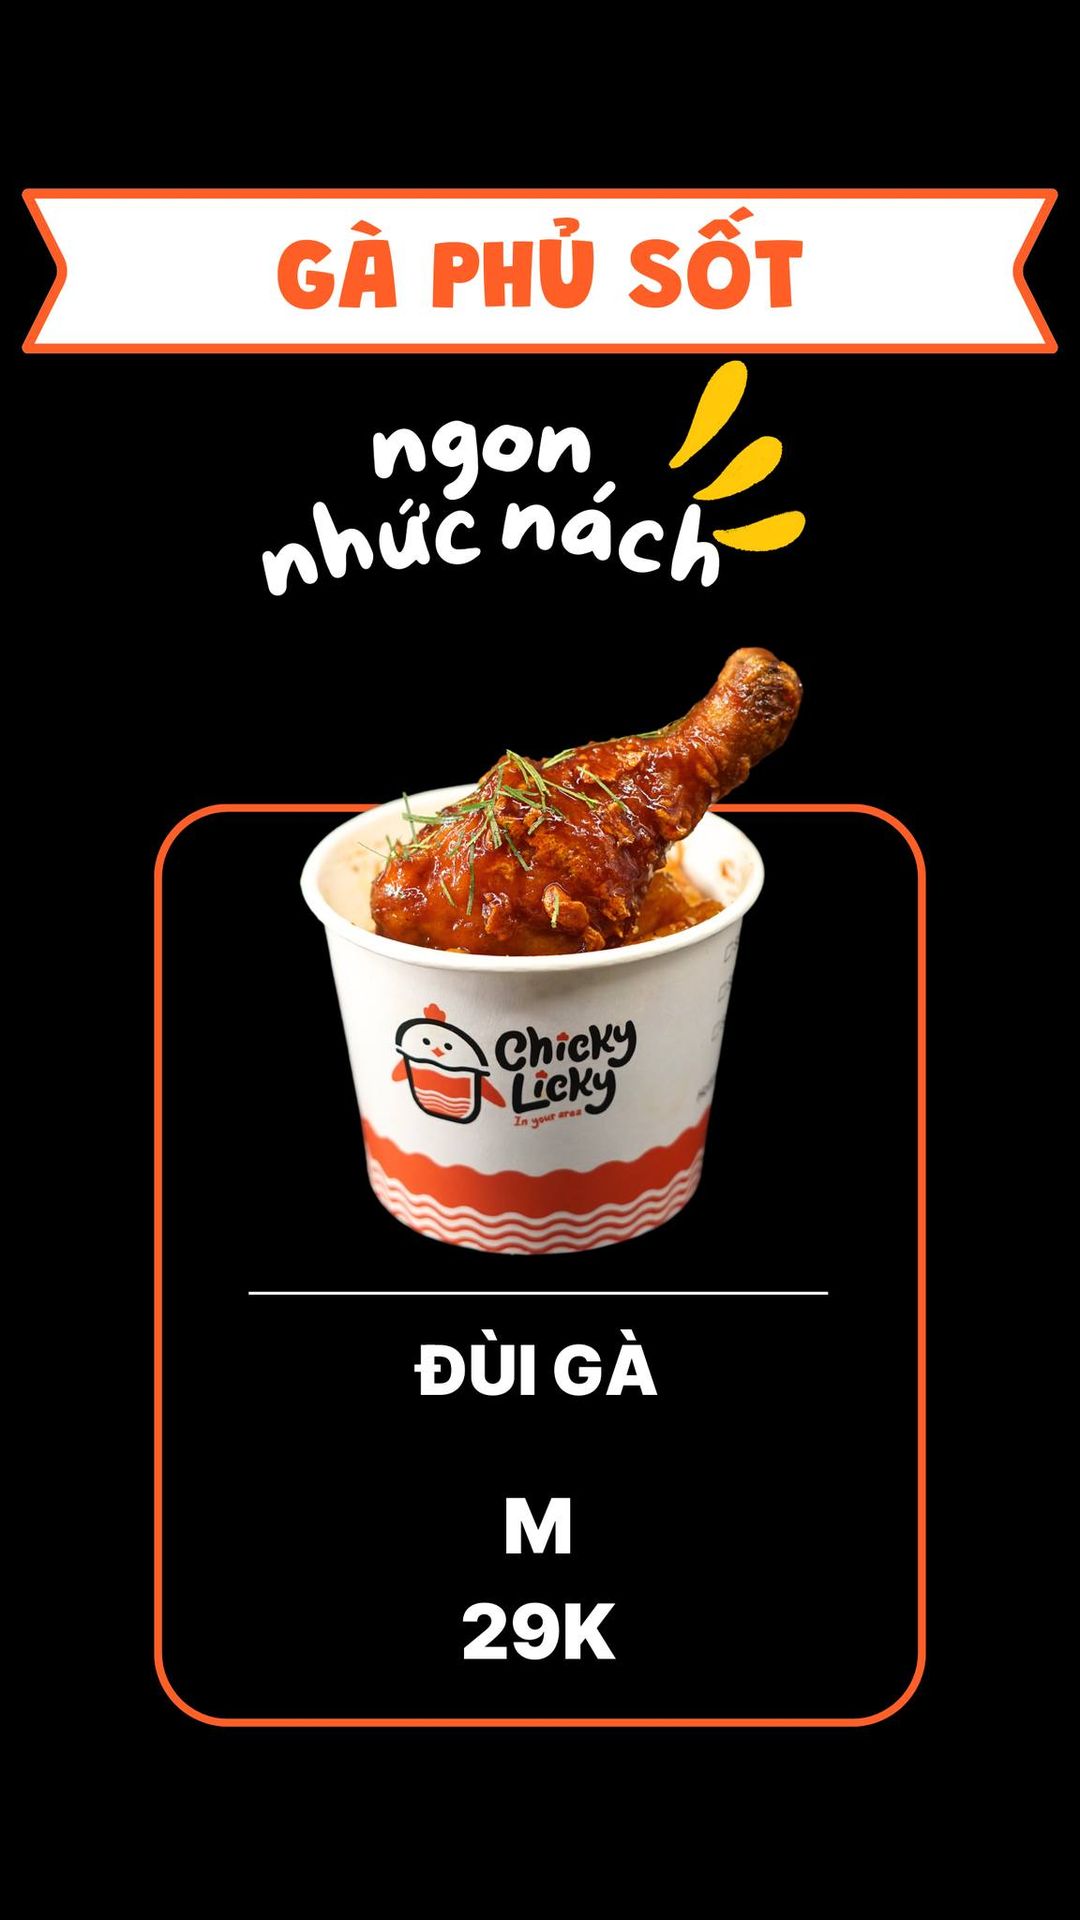 GÀ PHỦ SỐT
ngon
nhức nách
Chicky
Licky
In your area
ĐÙI GÀ
M
29K